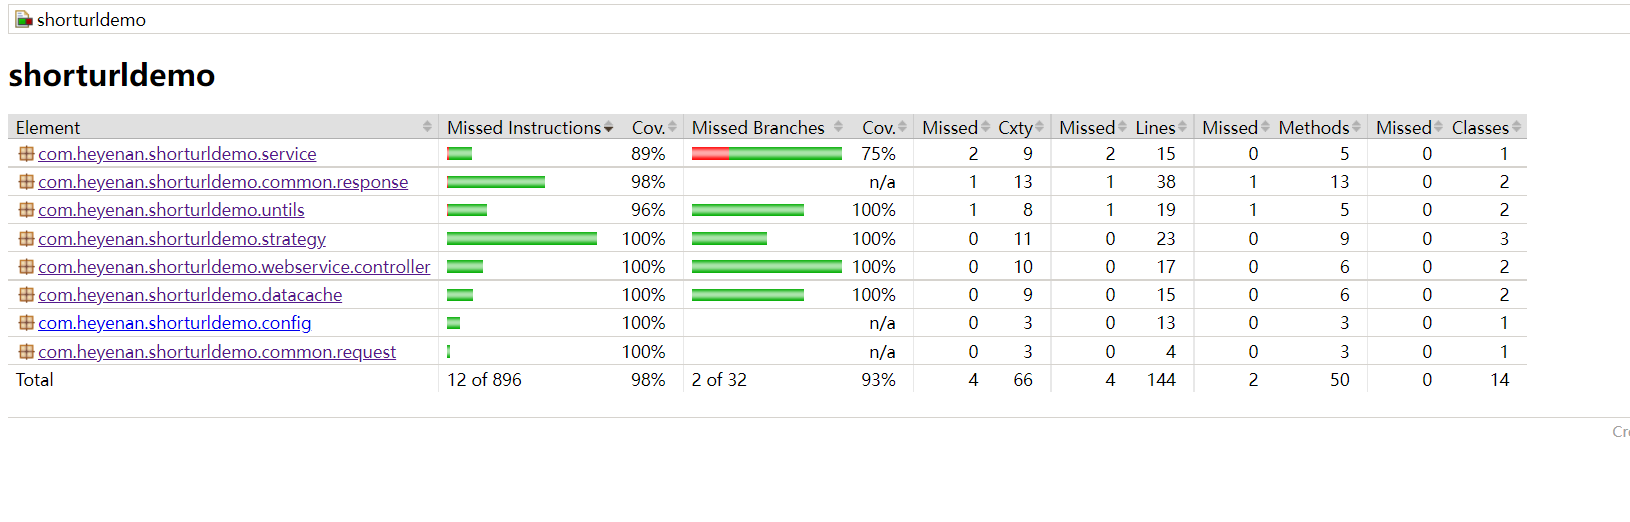 shorturldemo
shorturldemo
Element Missed Instructions Cov. Missed Branches Cov. Missed Cxty Missed Lines Missed Methods Missed Classes
com.heyenan.shorturldemo.service 89% 75% 2 9 2 15 0 5 0 1
com.heyenan.shorturldemo.common.response 98% n/a 1 13 1 38 1 13 0 2
com.heyenan.shorturldemo.untils 96% 100% 1 8 1 19 1 5 0 2
com.heyenan.shorturldemo.strategy 100% 100% 0 11 0 23 0 9 0 3
com.heyenan.shorturldemo.webservice.controller 100% 100% 0 10 0 17 0 6 0 2
com.heyenan.shorturldemo.datacache 100% 100% 0 9 0 15 0 6 0 2
com.heyenan.shorturldemo.config 100% n/a 0 3 0 13 0 3 0 1
com.heyenan.shorturldemo.common.request 100% n/a 0 3 0 4 0 3 0 1
Total 12 of 896 98% 2 of 32 93% 4 66 4 144 2 50 0 14